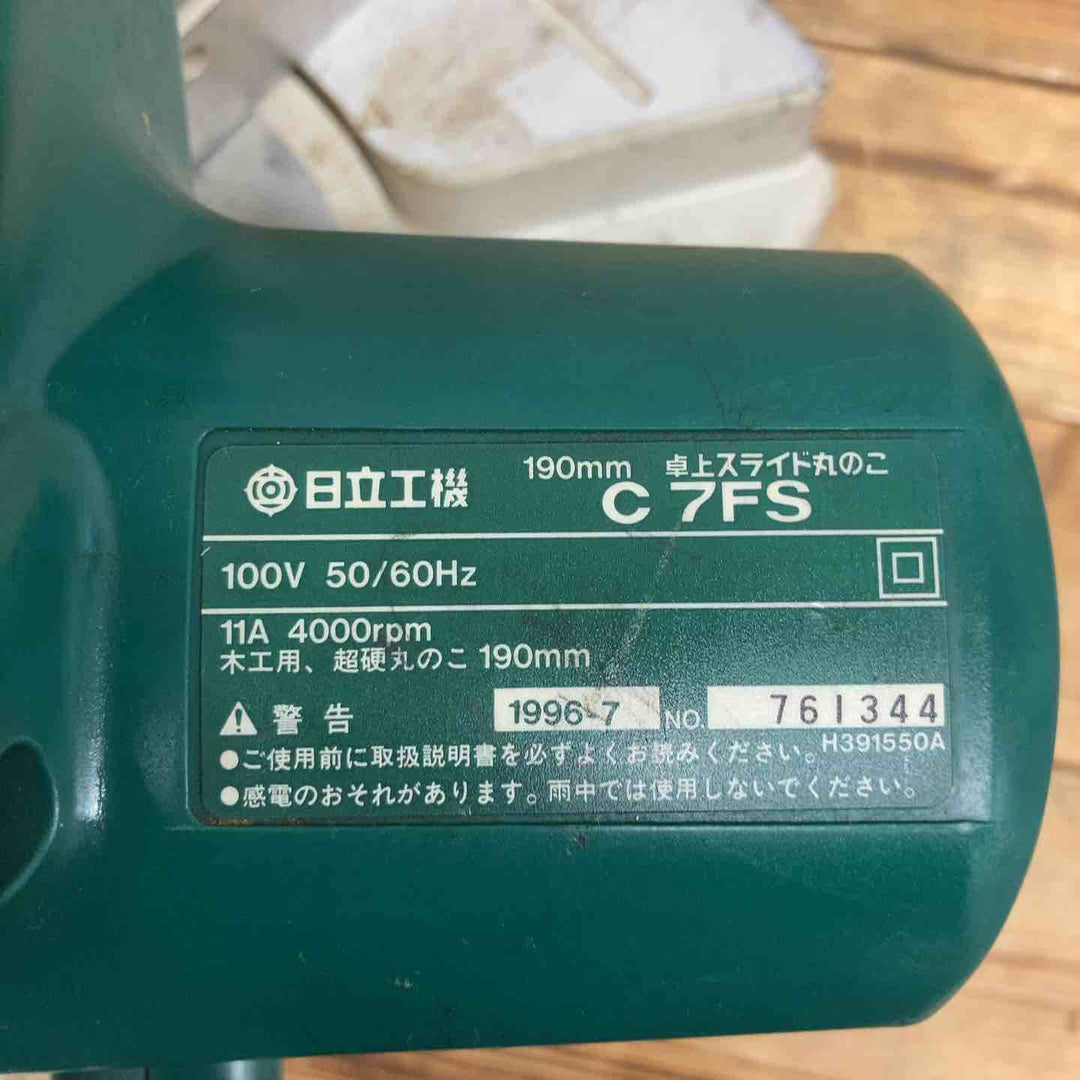 日立工機 190mm 卓上スライド丸のこ
C 7FS
100V 50/60Hz
11A 4000rpm
木工用、超硬丸のこ 190mm
警告 1996-7 NO. 761344
H391550A
●ご使用前に取扱説明書を必ずよくお読みください。
●感電のおそれがあります。雨中では使用しないでください。